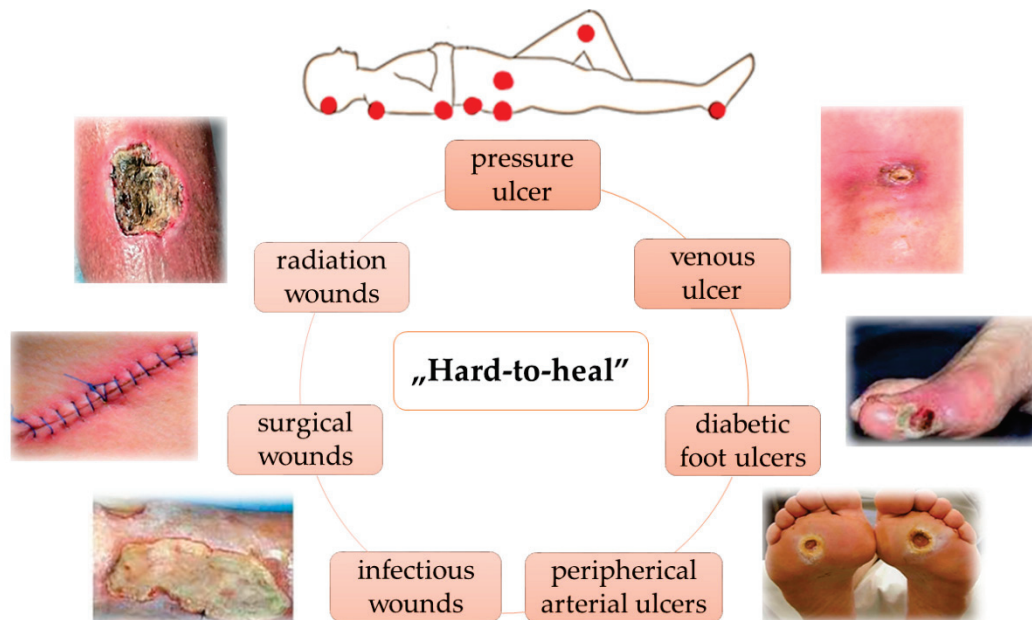 pressure
ulcer
venous
ulcer
diabetic
foot ulcers
peripherical
arterial ulcers
infectious
wounds
surgical
wounds
radiation
wounds
„Hard-to-heal”